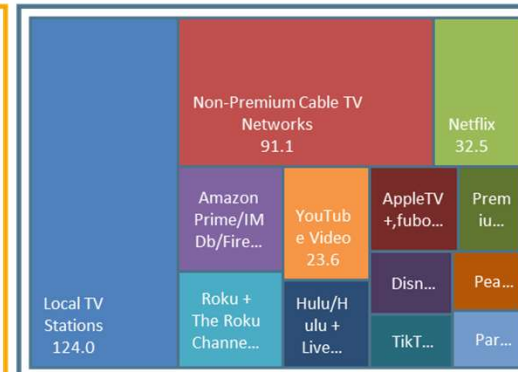 Local TV
Stations
124.0
Non-Premium Cable TV
Networks
91.1
Netflix
32.5
Amazon
Prime/IM
Db/Fire...
YouTub
e Video
23.6
AppleTV
+,fubo...
Prem
iu...
Roku +
The Roku
Channe...
Hulu/H
ulu +
Live...
Disn...
Pea...
TikT...
Par...